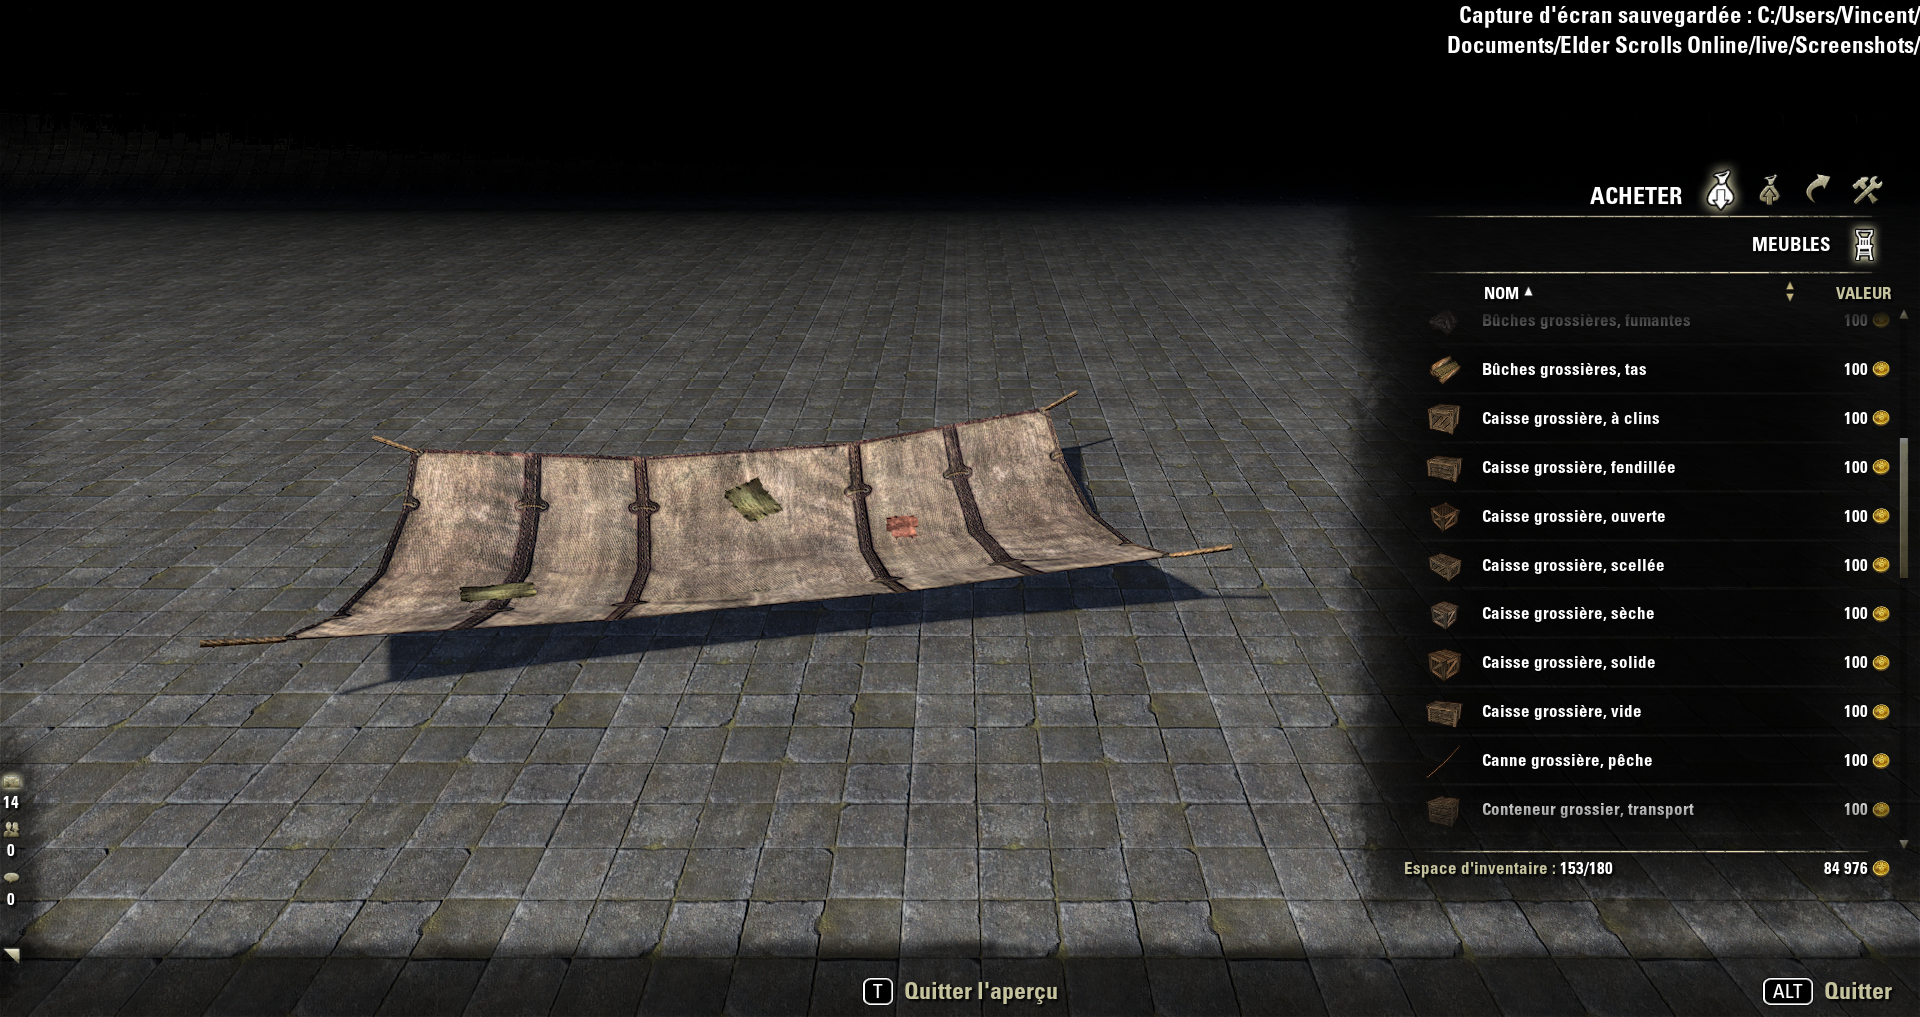 Capture d'écran sauvegardée : C:/Users/Vincent/
Documents/Elder Scrolls Online/live/Screenshots/
ACHETER
MEUBLES
NOM VALEUR
Bûches grossières, fumantes 100
Bûches grossières, tas 100
Caisse grossière, à clins 100
Caisse grossière, fendillée 100
Caisse grossière, ouverte 100
Caisse grossière, scellée 100
Caisse grossière, sèche 100
Caisse grossière, solide 100
Caisse grossière, vide 100
Canne grossière, pêche 100
Conteneur grossier, transport 100
Espace d'inventaire : 153/180 84 976
14
0
0
T Quitter l'aperçu
ALT Quitter